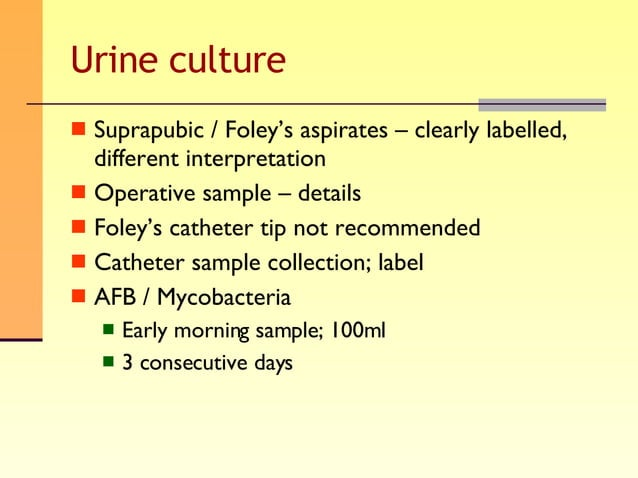 Urine culture
Suprapubic / Foley's aspirates – clearly labelled,
different interpretation
Operative sample – details
Foley's catheter tip not recommended
Catheter sample collection; label
AFB / Mycobacteria
Early morning sample; 100ml
3 consecutive days